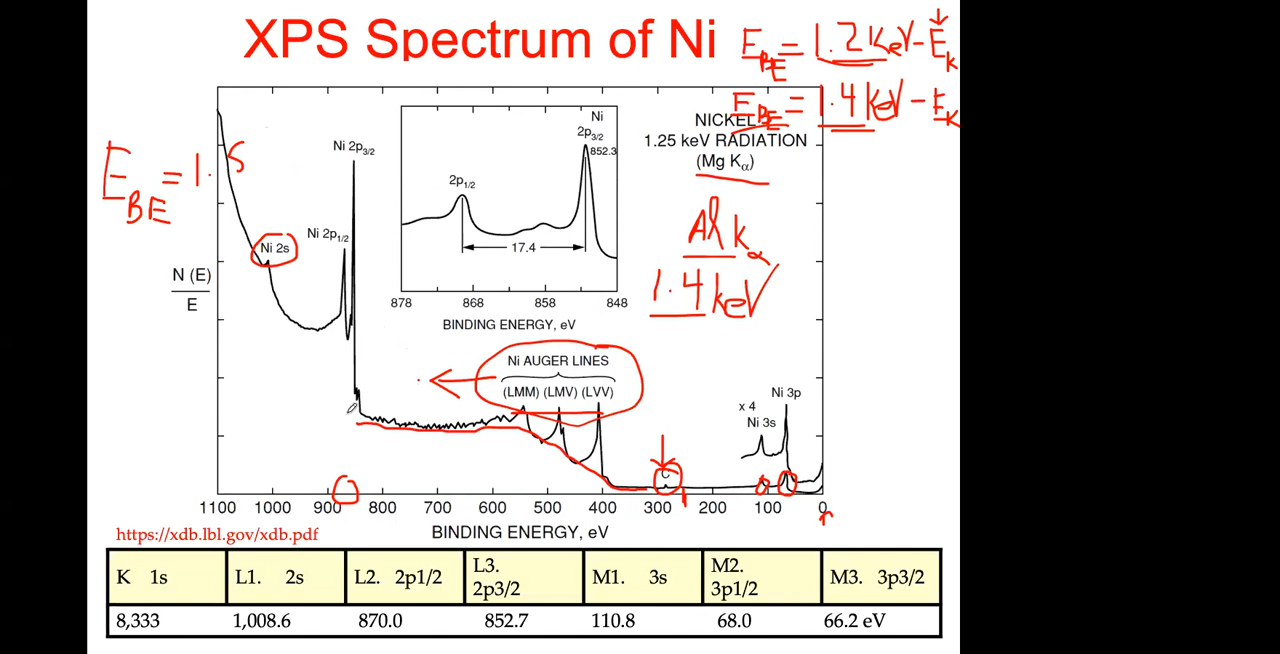 XPS Spectrum of Ni
E_BE = 1.2 keV - E_K
E_BE = 1.4 keV - E_K
NICKEL
1.25 keV RADIATION
(Mg Kα)
Al kα
1.4 keV
E_BE = 1.5
Ni 2p3/2
Ni 2p1/2
Ni 2s
N (E)
E
Ni
2p3/2
852.3
2p1/2
17.4
878 868 858 848
BINDING ENERGY, eV
Ni AUGER LINES
(LMM) (LMV) (LVV)
C
x 4
Ni 3s
Ni 3p
1100 1000 900 800 700 600 500 400 300 200 100 0
BINDING ENERGY, eV
https://xdb.lbl.gov/xdb.pdf
K 1s L1. 2s L2. 2p1/2 L3. 2p3/2 M1. 3s M2. 3p1/2 M3. 3p3/2
8,333 1,008.6 870.0 852.7 110.8 68.0 66.2 eV